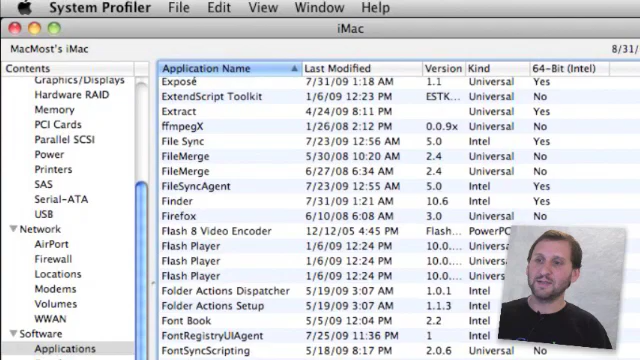 System Profiler File Edit View Window Help
iMac
MacMost's iMac 8/31/
Contents Application Name Last Modified Version Kind 64-Bit (Intel)
Graphics/Displays Exposé 7/31/09 1:18 AM 1.1 Universal Yes
Hardware RAID ExtendScript Toolkit 1/6/09 12:23 PM ESTK... Universal No
Memory Extract 4/24/09 8:11 PM Universal Yes
PCI Cards ffmpegX 1/26/08 2:12 PM 0.0.9x Universal No
Parallel SCSI File Sync 7/23/09 12:56 AM 5.0 Intel Yes
Power FileMerge 5/30/08 10:20 AM 2.4 Universal No
Printers FileMerge 6/27/08 6:34 AM 2.4 Universal No
SAS FileSyncAgent 7/23/09 12:55 AM 5.0 Intel Yes
Serial-ATA Finder 7/31/09 1:21 AM 10.6 Intel Yes
USB Firefox 6/10/08 6:08 AM 3.0 Universal No
Network Flash 8 Video Encoder 12/12/05 4:45 PM Flash... PowerPC
AirPort Flash Player 1/6/09 12:24 PM 10.0.... Universal
Firewall Flash Player 1/6/09 12:24 PM 10.0.... Universal
Locations Flash Player 1/6/09 12:24 PM 10.0.... Universal
Modems Folder Actions Dispatcher 5/19/09 3:07 AM 1.0.1 Intel
Volumes Folder Actions Setup 5/19/09 3:07 AM 1.1.3 Intel
WWAN Font Book 5/5/09 12:04 PM 2.2 Intel
Software FontRegistryUIAgent 7/25/09 11:36 PM 1 Intel
Applications FontSyncScripting 5/18/09 8:17 PM 2.0.6 Universal No